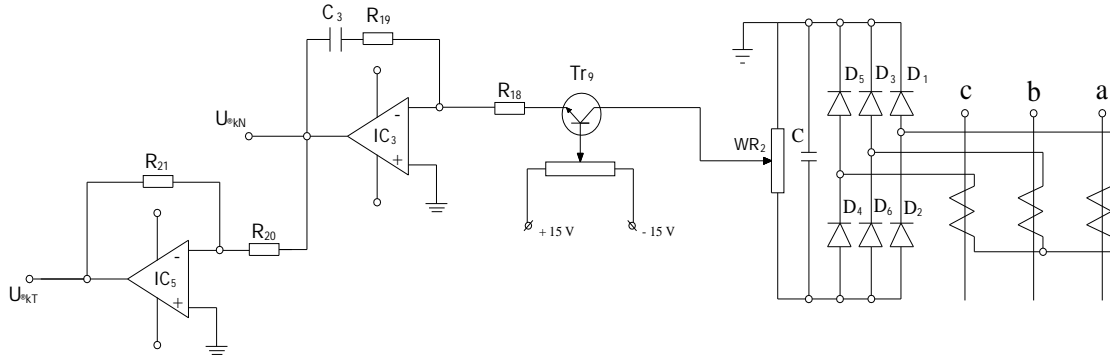 C3
R19
Tr9
R18
D5
D3
D1
c
b
a
U®kN
IC3
-
+
WR2
C
R21
R20
+ 15 V
- 15 V
D4
D6
D2
U®kT
IC5
-
+